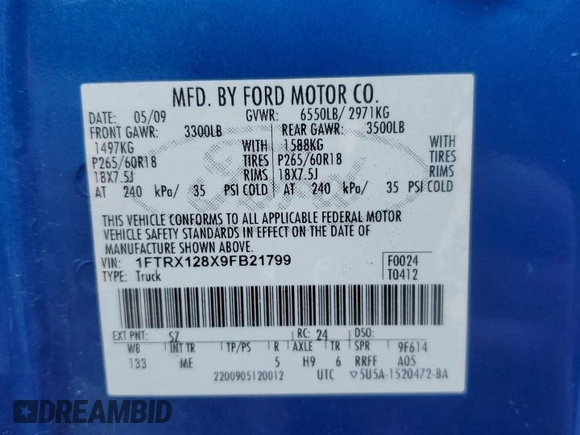 MFD. BY FORD MOTOR CO.
DATE: 05/09 GVWR: 6550LB/ 2971KG
FRONT GAWR: 3300LB REAR GAWR: 3500LB
1497KG WITH 1588KG WITH
P265/60R18 TIRES P265/60R18 TIRES
18X7.5J RIMS 18X7.5J RIMS
AT 240 kPa/ 35 PSI COLD AT 240 kPa/ 35 PSI COLD
THIS VEHICLE CONFORMS TO ALL APPLICABLE FEDERAL MOTOR
VEHICLE SAFETY STANDARDS IN EFFECT ON THE DATE OF
MANUFACTURE SHOWN ABOVE.
VIN: 1FTRX128X9FB21799 F0024
TYPE: Truck T0412
EXT PNT: SZ RC: 24 DSO:
WB INT TR TP/PS R AXLE TR SPR 9F614
133 ME 5 H9 6 RRFF A05
2200905120012 UTC ▽5U5A-1520472-BA
Ford
DREAMBID